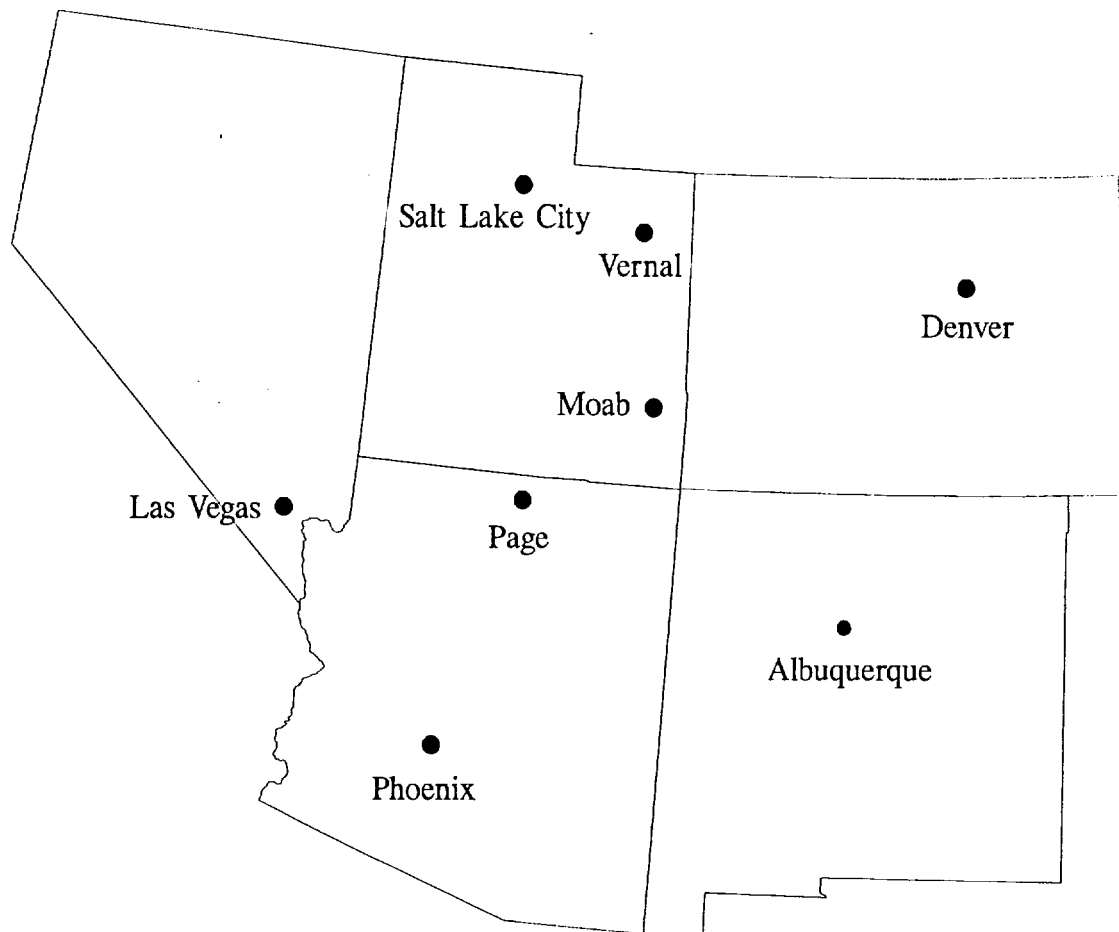 Salt Lake City
Vernal
Denver
Moab
Las Vegas
Page
Albuquerque
Phoenix